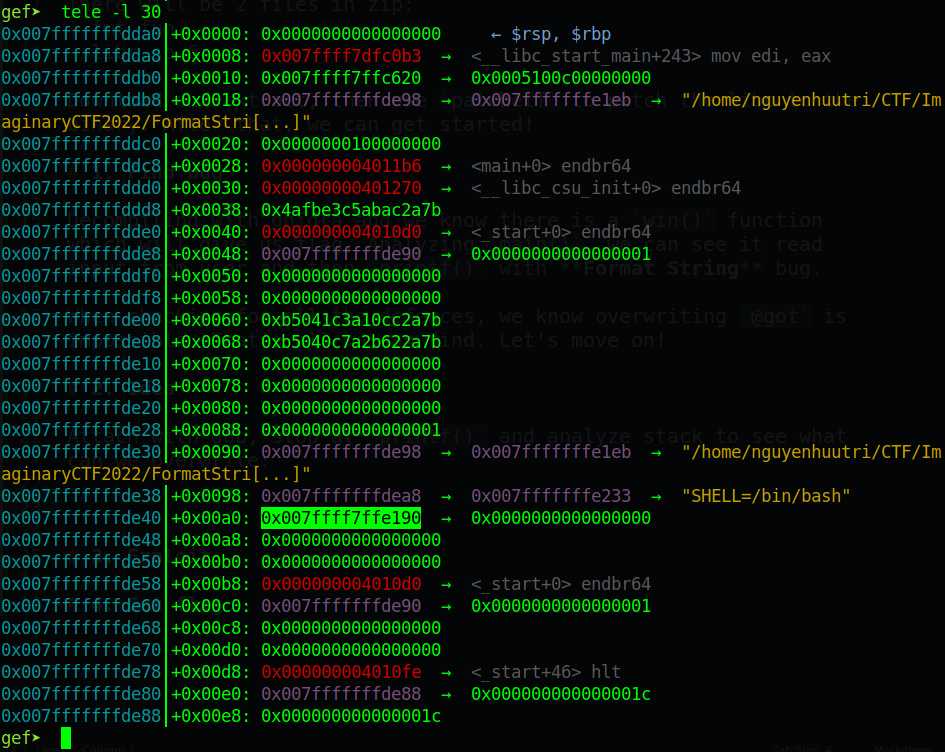 gef➤  tele -l 30
0x007fffffffdda0│+0x0000: 0x0000000000000000	 ← $rsp, $rbp
0x007fffffffdda8│+0x0008: 0x007ffff7dfc0b3  →  <__libc_start_main+243> mov edi, eax
0x007fffffffddb0│+0x0010: 0x007ffff7ffc620  →  0x0005100c00000000
0x007fffffffddb8│+0x0018: 0x007fffffffde98  →  0x007fffffffe1eb  →  "/home/nguyenhuutri/CTF/Im
aginaryCTF2022/FormatStri[...]"
0x007fffffffddc0│+0x0020: 0x0000000100000000
0x007fffffffddc8│+0x0028: 0x000000004011b6  →  <main+0> endbr64
0x007fffffffddd0│+0x0030: 0x00000000401270  →  <__libc_csu_init+0> endbr64
0x007fffffffddd8│+0x0038: 0x4afbe3c5abac2a7b
0x007fffffffdde0│+0x0040: 0x000000004010d0  →  <_start+0> endbr64
0x007fffffffdde8│+0x0048: 0x007fffffffde90  →  0x0000000000000001
0x007fffffffddf0│+0x0050: 0x0000000000000000
0x007fffffffddf8│+0x0058: 0x0000000000000000
0x007fffffffde00│+0x0060: 0xb5041c3a10cc2a7b
0x007fffffffde08│+0x0068: 0xb5040c7a2b622a7b
0x007fffffffde10│+0x0070: 0x0000000000000000
0x007fffffffde18│+0x0078: 0x0000000000000000
0x007fffffffde20│+0x0080: 0x0000000000000000
0x007fffffffde28│+0x0088: 0x0000000000000001
0x007fffffffde30│+0x0090: 0x007fffffffde98  →  0x007fffffffe1eb  →  "/home/nguyenhuutri/CTF/Im
aginaryCTF2022/FormatStri[...]"
0x007fffffffde38│+0x0098: 0x007fffffffdea8  →  0x007fffffffe233  →  "SHELL=/bin/bash"
0x007fffffffde40│+0x00a0: 0x007ffff7ffe190  →  0x0000000000000000
0x007fffffffde48│+0x00a8: 0x0000000000000000
0x007fffffffde50│+0x00b0: 0x0000000000000000
0x007fffffffde58│+0x00b8: 0x000000004010d0  →  <_start+0> endbr64
0x007fffffffde60│+0x00c0: 0x007fffffffde90  →  0x0000000000000001
0x007fffffffde68│+0x00c8: 0x0000000000000000
0x007fffffffde70│+0x00d0: 0x0000000000000000
0x007fffffffde78│+0x00d8: 0x000000004010fe  →  <_start+46> hlt
0x007fffffffde80│+0x00e0: 0x007fffffffde88  →  0x000000000000001c
0x007fffffffde88│+0x00e8: 0x000000000000001c
gef➤